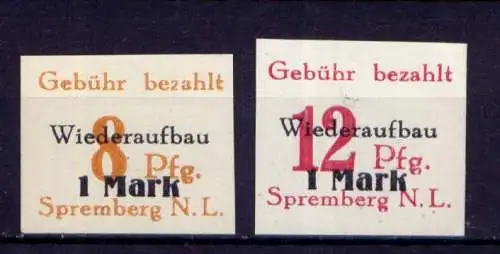 Gebühr bezahlt
Wiederaufbau
8 Pfg.
1 Mark
Spremberg N. L.
Gebühr bezahlt
Wiederaufbau
12 Pfg.
1 Mark
Spremberg N. L.